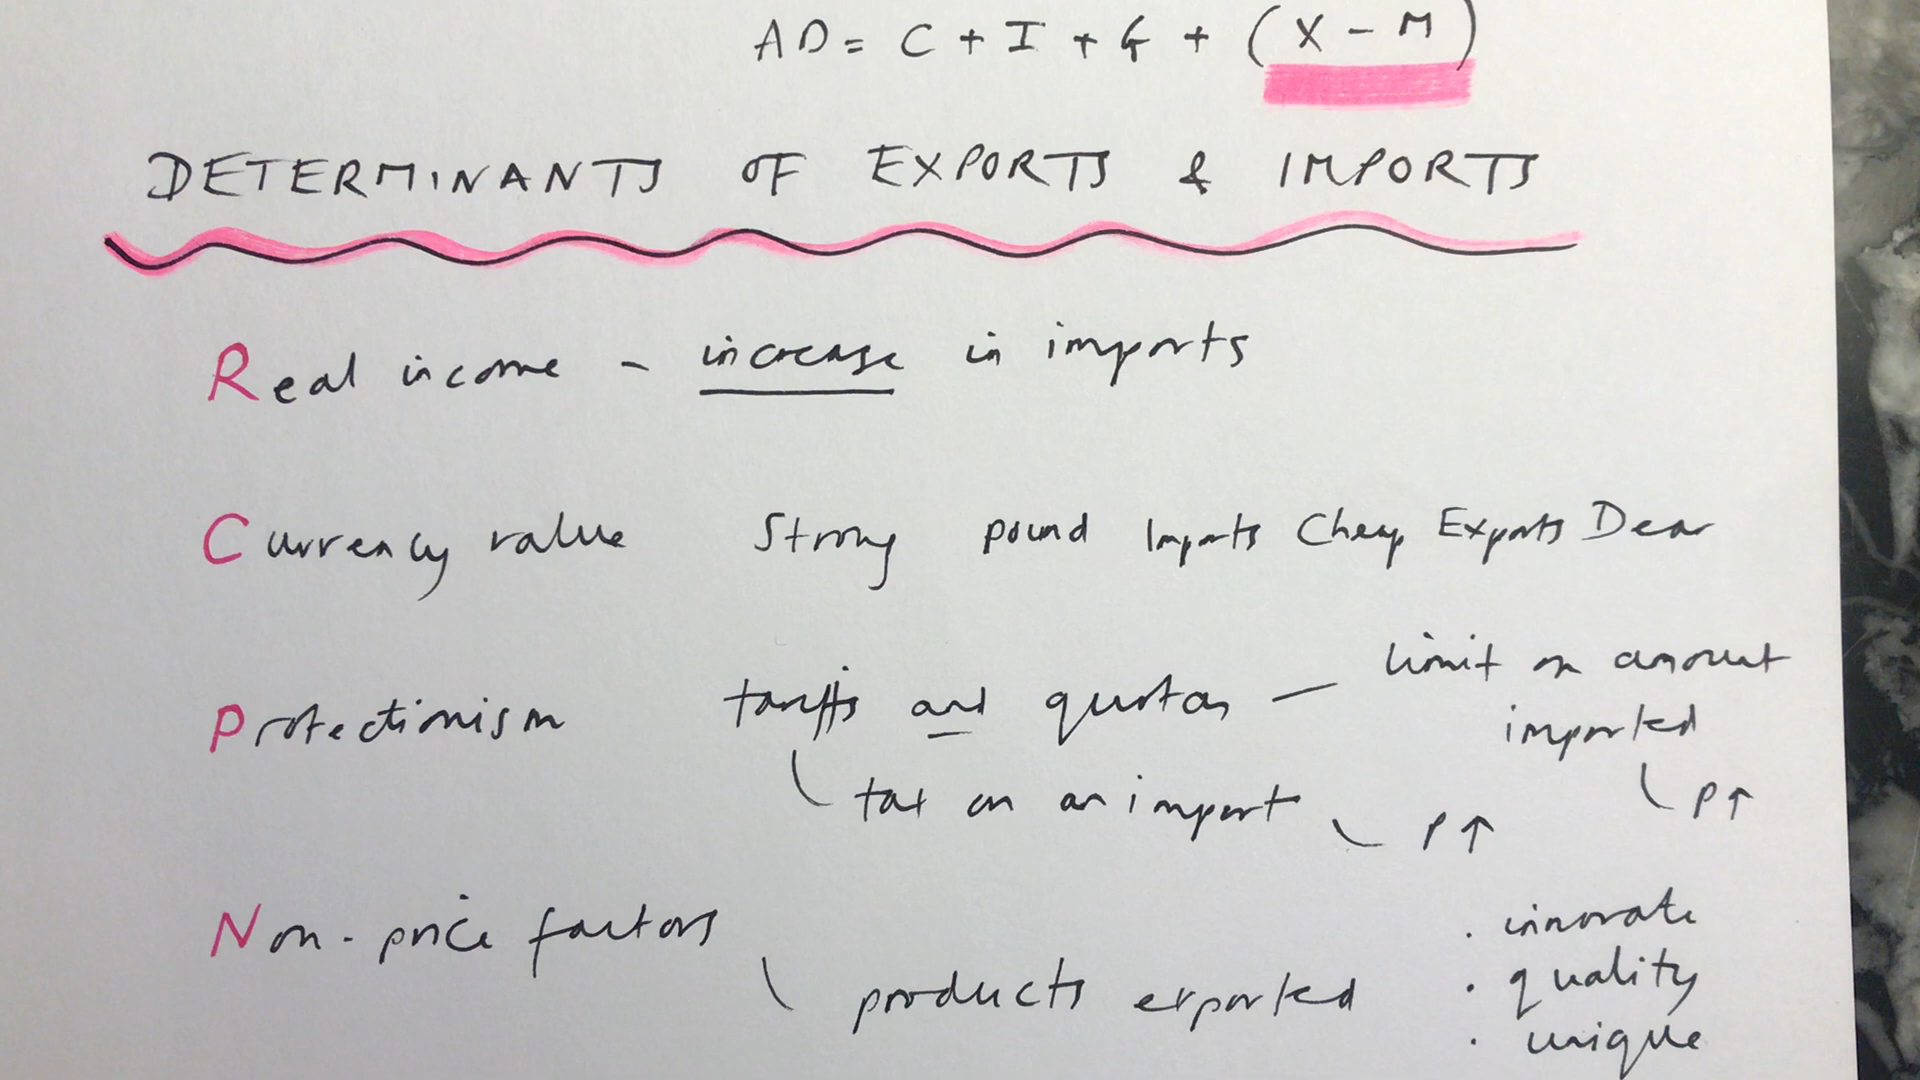 AD = C + I + G + (X - M)
DETERMINANTS OF EXPORTS & IMPORTS
Real income - increase in imports
Currency value Strong pound Imports Cheap Exports Dear
Protectionism tariffs and quotas - limit on amount
imported
tax on an import P↑ P↑
Non-price factors
products exported
· innovate
· quality
· unique